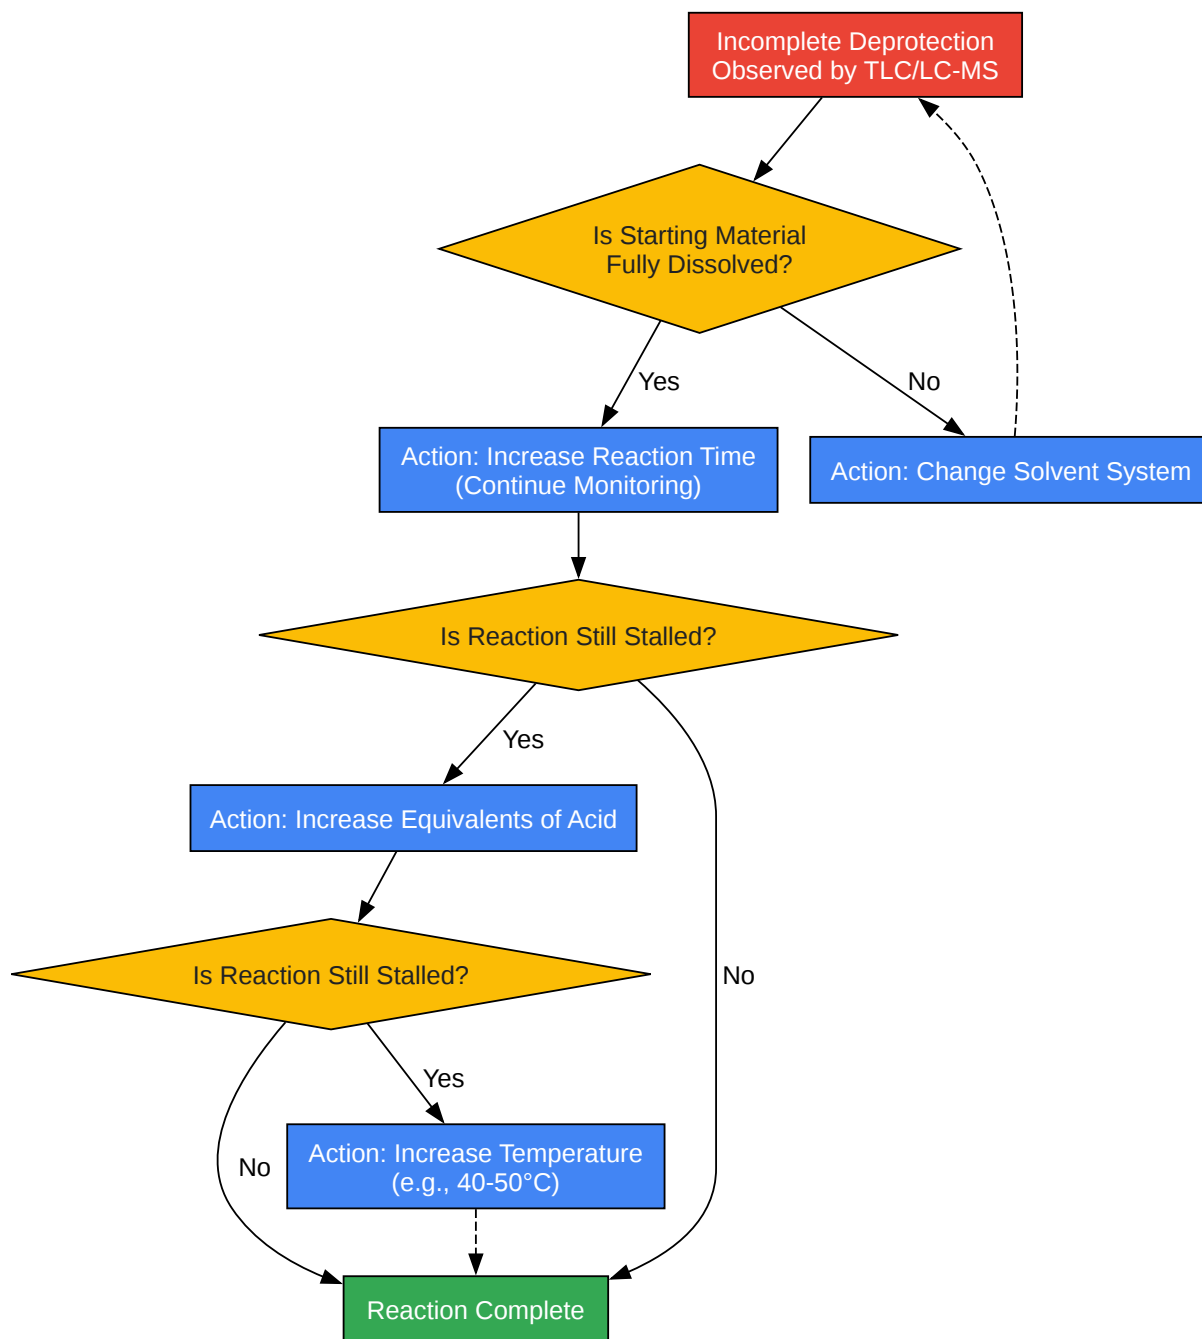 Incomplete Deprotection
Observed by TLC/LC-MS
Is Starting Material
Fully Dissolved?
Yes
No
Action: Increase Reaction Time
(Continue Monitoring)
Action: Change Solvent System
Is Reaction Still Stalled?
Yes
Action: Increase Equivalents of Acid
Is Reaction Still Stalled?
No
Yes
Action: Increase Temperature
(e.g., 40-50°C)
No
Reaction Complete